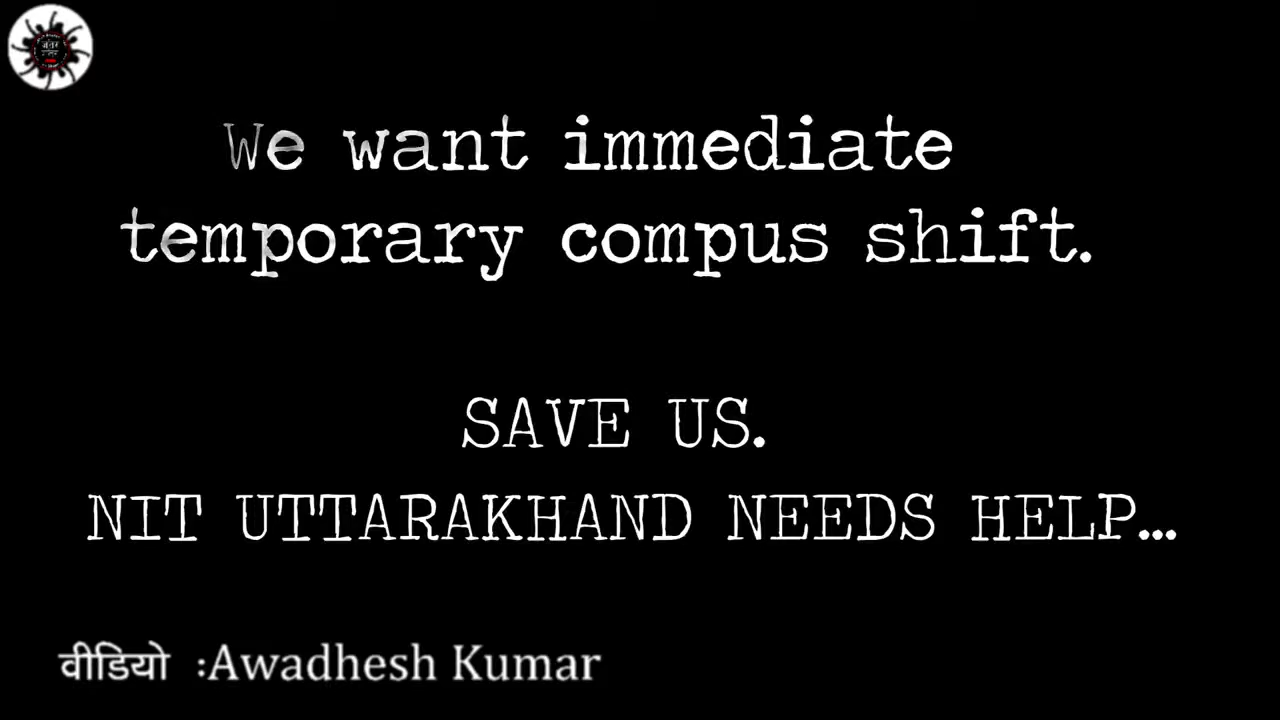 We want immediate
temporary compus shift.
SAVE US.
NIT UTTARAKHAND NEEDS HELP...
वीडियो :Awadhesh Kumar